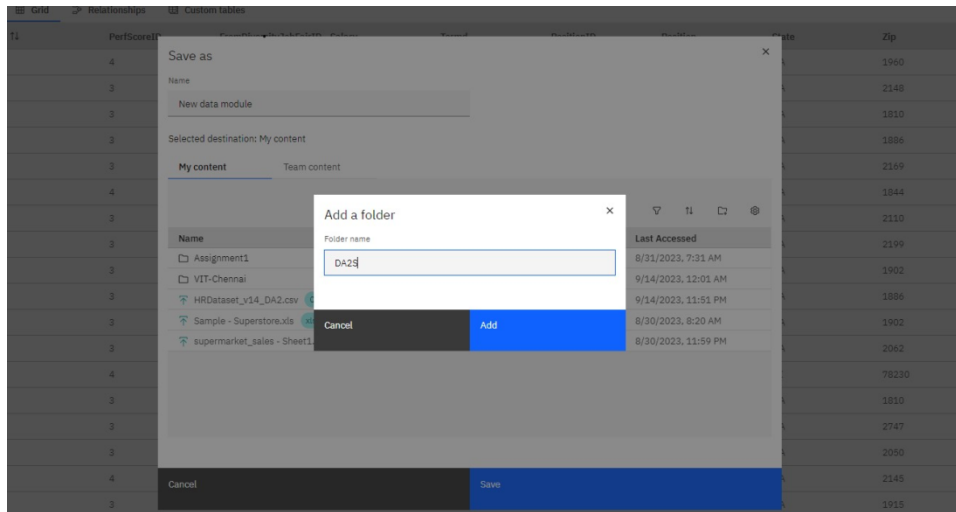 Grid Relationships Custom tables
PerfScoreID Position State Zip
4 1960
3 2148
3 1810
3 1886
3 2169
4 1844
3 2110
3 2199
3 1902
3 1886
3 1902
3 2062
4 78230
3 1810
3 2747
3 2050
4 2145
3 1915
Save as
Name
New data module
Selected destination: My content
My content Team content
Name Last Accessed
Assignment1 8/31/2023, 7:31 AM
VIT-Chennai 9/14/2023, 12:01 AM
HRDataset_v14_DA2.csv 9/14/2023, 11:51 PM
Sample - Superstore.xls 8/30/2023, 8:20 AM
supermarket_sales - Sheet1. 8/30/2023, 11:59 PM
Cancel Save
Add a folder
Folder name
DA2S
Cancel Add